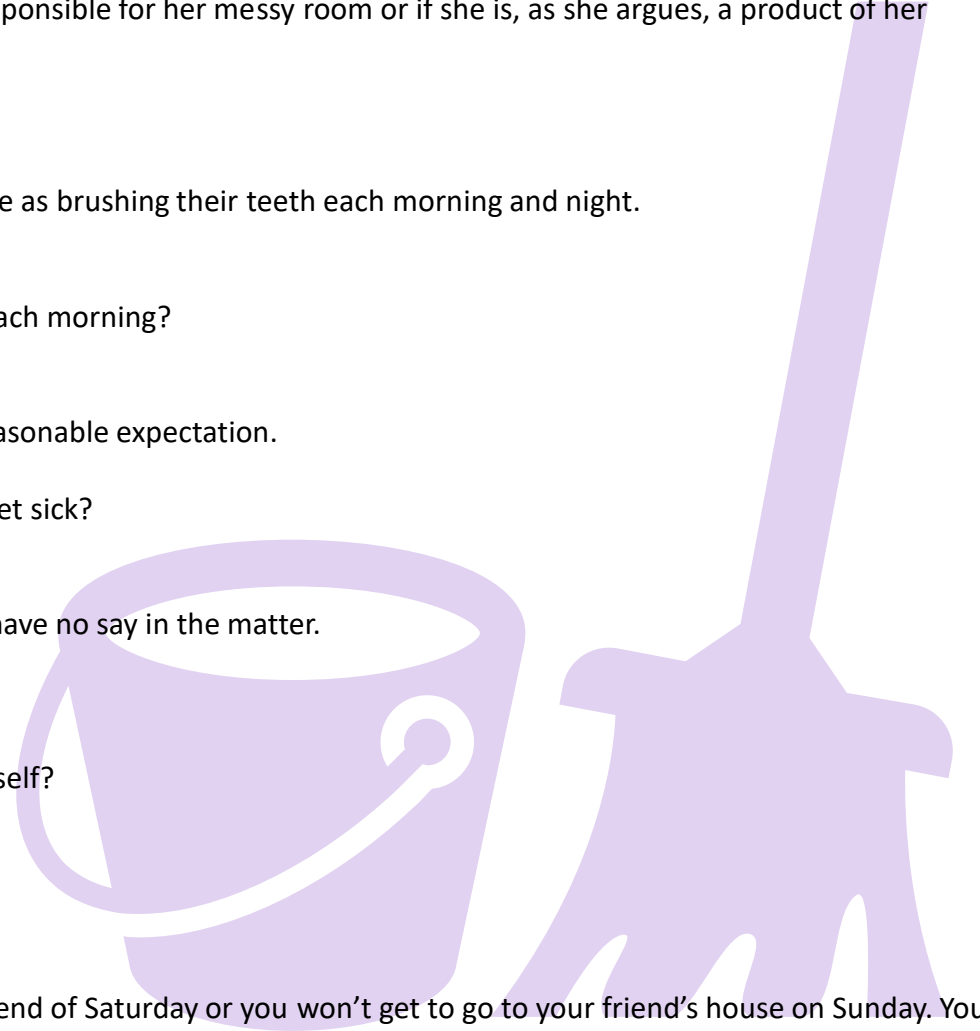 ponsible for her messy room or if she is, as she argues, a product of her
e as brushing their teeth each morning and night.
ach morning?
asonable expectation.
et sick?
have no say in the matter.
self?
end of Saturday or you won’t get to go to your friend’s house on Sunday. You